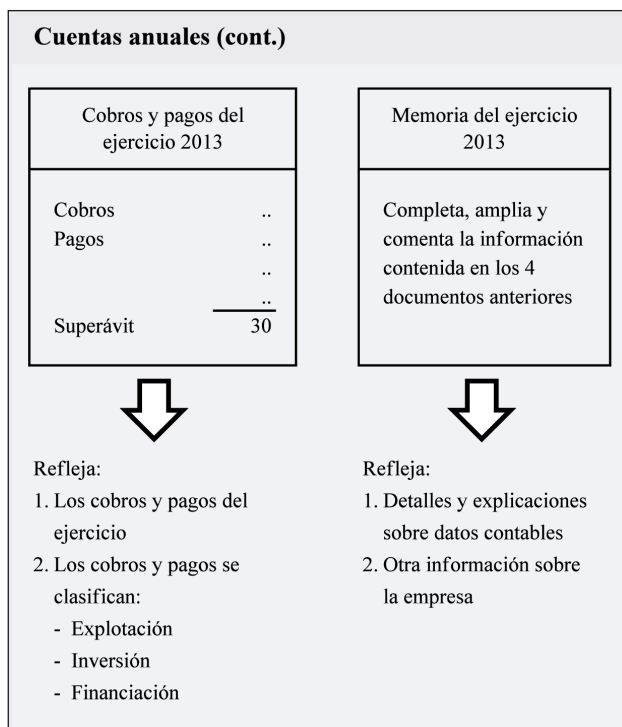 Cuentas anuales (cont.)
Cobros y pagos del
ejercicio 2013
Cobros ..
Pagos ..
..
..
Superávit 30
Refleja:
1. Los cobros y pagos del
ejercicio
2. Los cobros y pagos se
clasifican:
- Explotación
- Inversión
- Financiación
Memoria del ejercicio
2013
Completa, amplia y
comenta la información
contenida en los 4
documentos anteriores
Refleja:
1. Detalles y explicaciones
sobre datos contables
2. Otra información sobre
la empresa